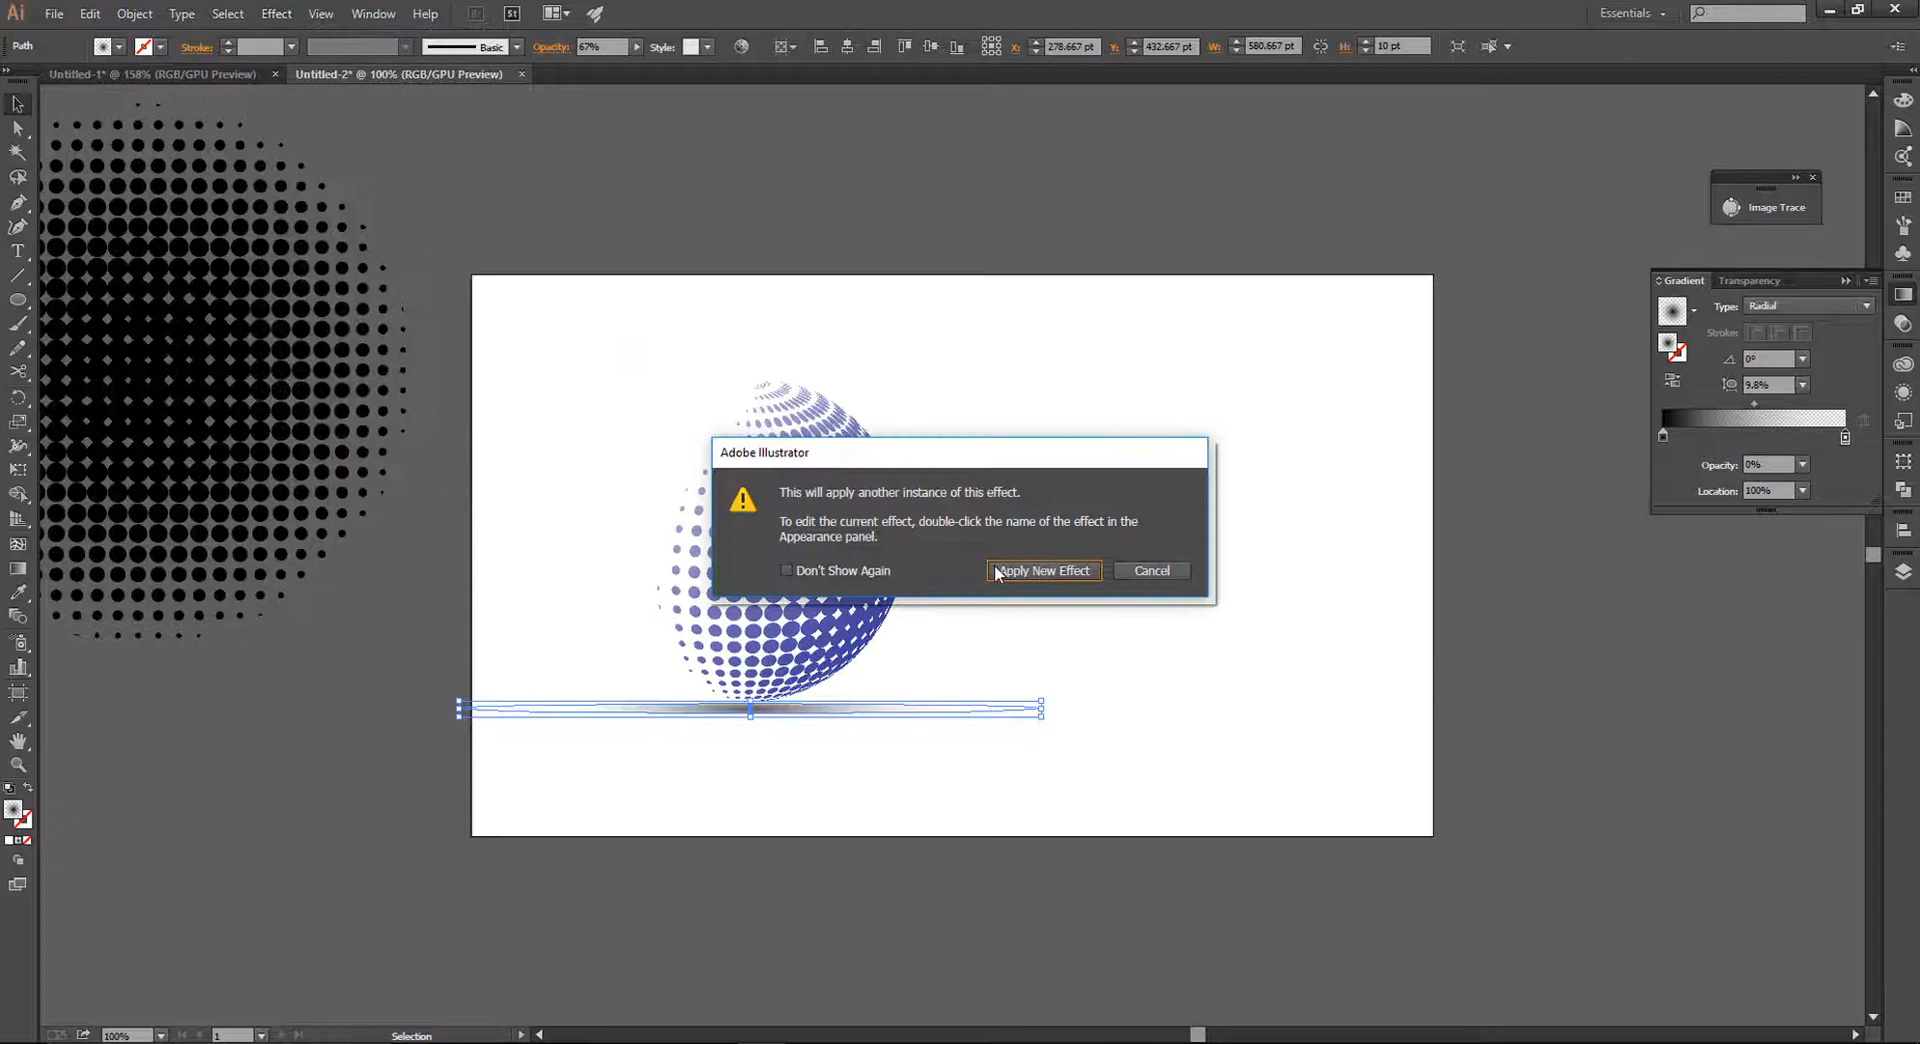 Ai File Edit Object Type Select Effect View Window Help Br St Essentials
Path Stroke: Basic Opacity: 67% Style: X: 278.667 pt Y: 432.667 pt W: 580.667 pt H: 10 pt
Untitled-1* @ 158% (RGB/GPU Preview) Untitled-2* @ 100% (RGB/GPU Preview)
Image Trace
Gradient Transparency
Type: Radial
Stroke:
0°
9.8%
Opacity: 0%
Location: 100%
Adobe Illustrator
This will apply another instance of this effect.
To edit the current effect, double-click the name of the effect in the
Appearance panel.
Don't Show Again Apply New Effect Cancel
T
100% 1 Selection